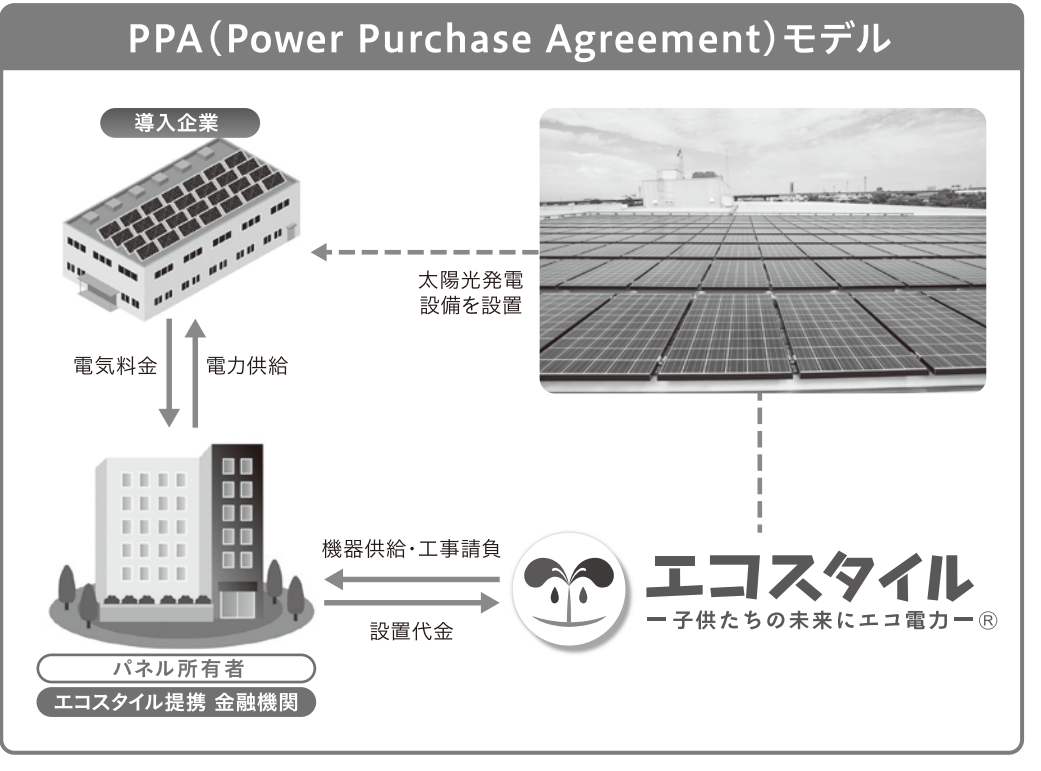 PPA（Power Purchase Agreement）モデル
導入企業
太陽光発電
設備を設置
電気料金
電力供給
機器供給・工事請負
設置代金
エコスタイル
ー子供たちの未来にエコ電力ー®
パネル所有者
エコスタイル提携 金融機関